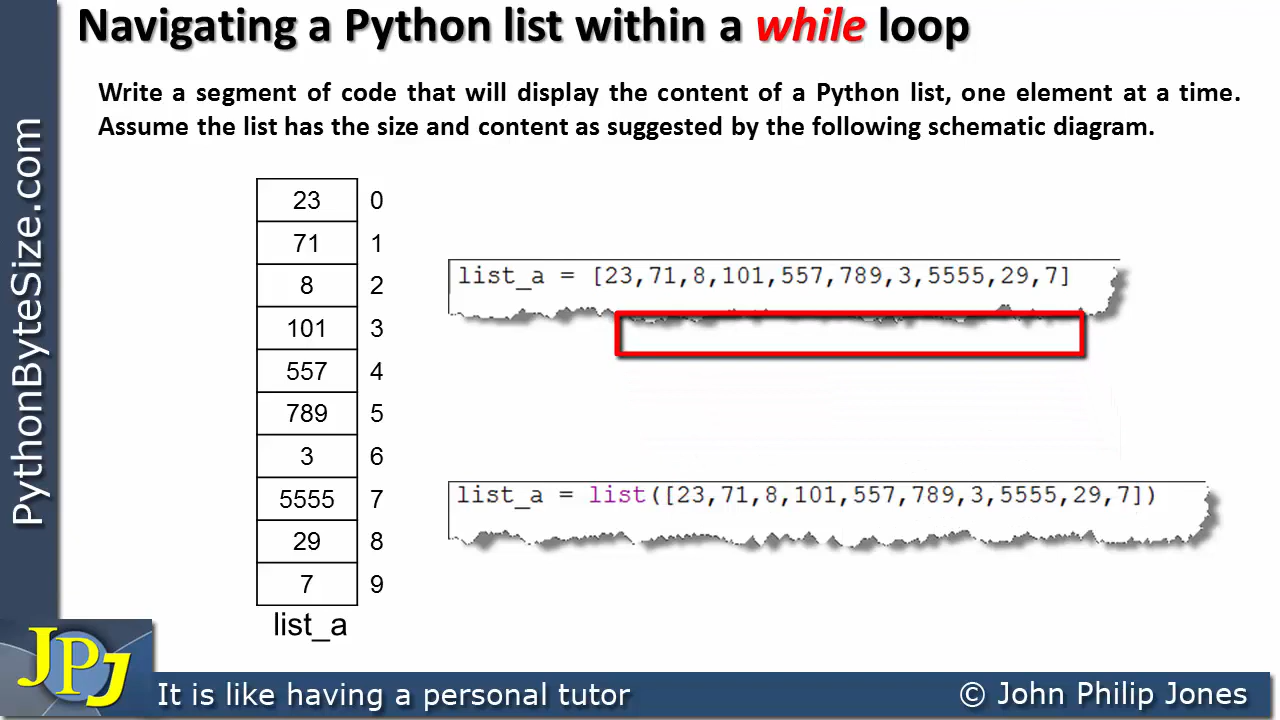 Navigating a Python list within a while loop
Write a segment of code that will display the content of a Python list, one element at a time.
Assume the list has the size and content as suggested by the following schematic diagram.
PythonByteSize.com
23 0
71 1
8 2
101 3
557 4
789 5
3 6
5555 7
29 8
7 9
list_a
list_a = [23,71,8,101,557,789,3,5555,29,7]
list_a = list([23,71,8,101,557,789,3,5555,29,7])
JPJ
It is like having a personal tutor
© John Philip Jones